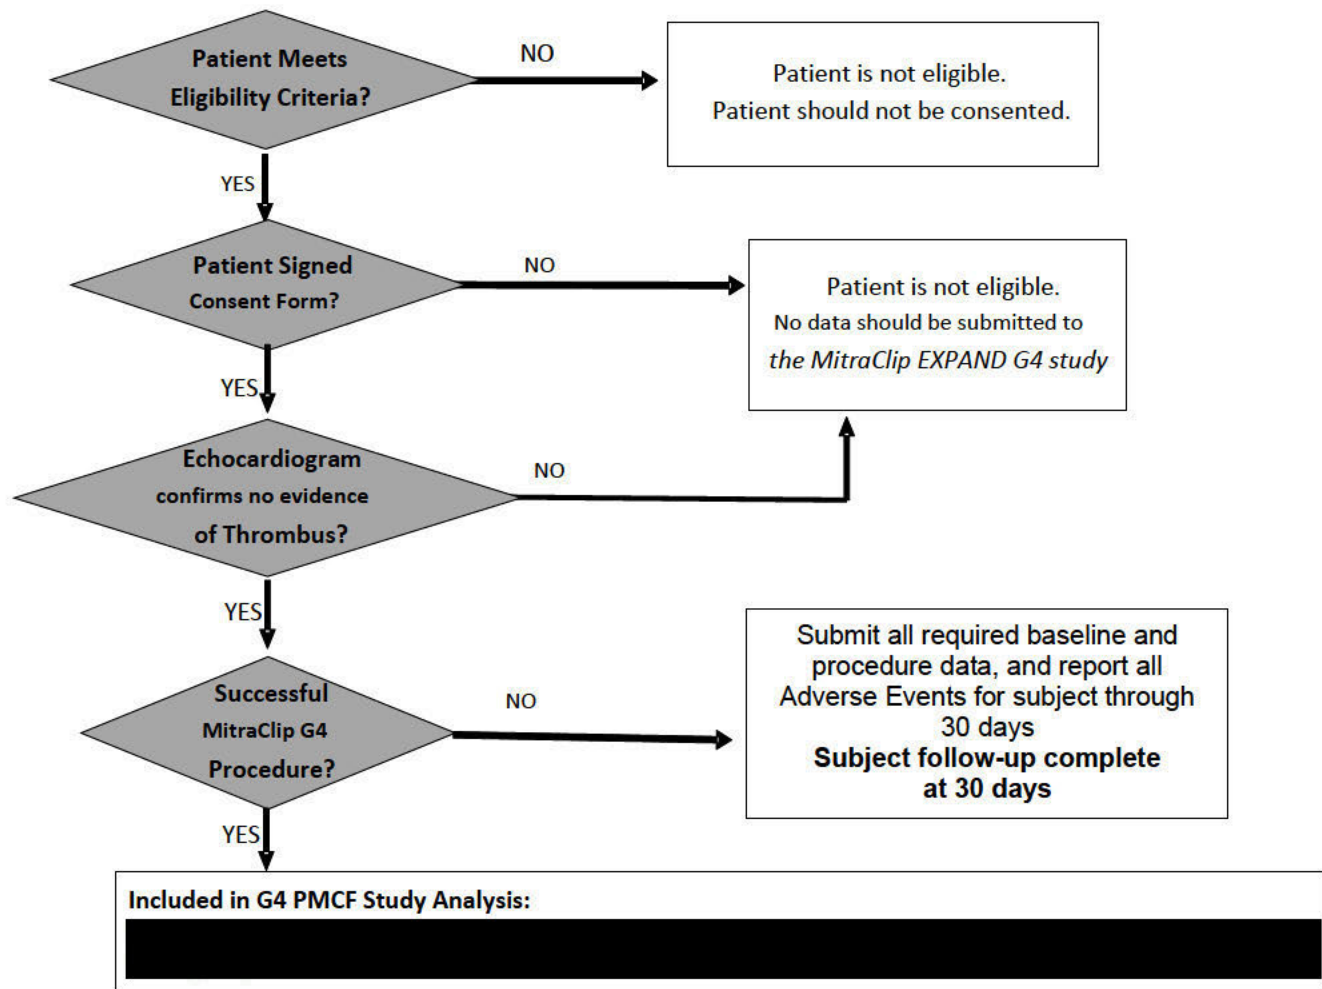 Patient Meets
Eligibility Criteria?
NO
Patient is not eligible.
Patient should not be consented.
YES
Patient Signed
Consent Form?
NO
Patient is not eligible.
No data should be submitted to
the MitraClip EXPAND G4 study
YES
Echocardiogram
confirms no evidence
of Thrombus?
NO
YES
Successful
MitraClip G4
Procedure?
NO
Submit all required baseline and
procedure data, and report all
Adverse Events for subject through
30 days
Subject follow-up complete
at 30 days
YES
Included in G4 PMCF Study Analysis: